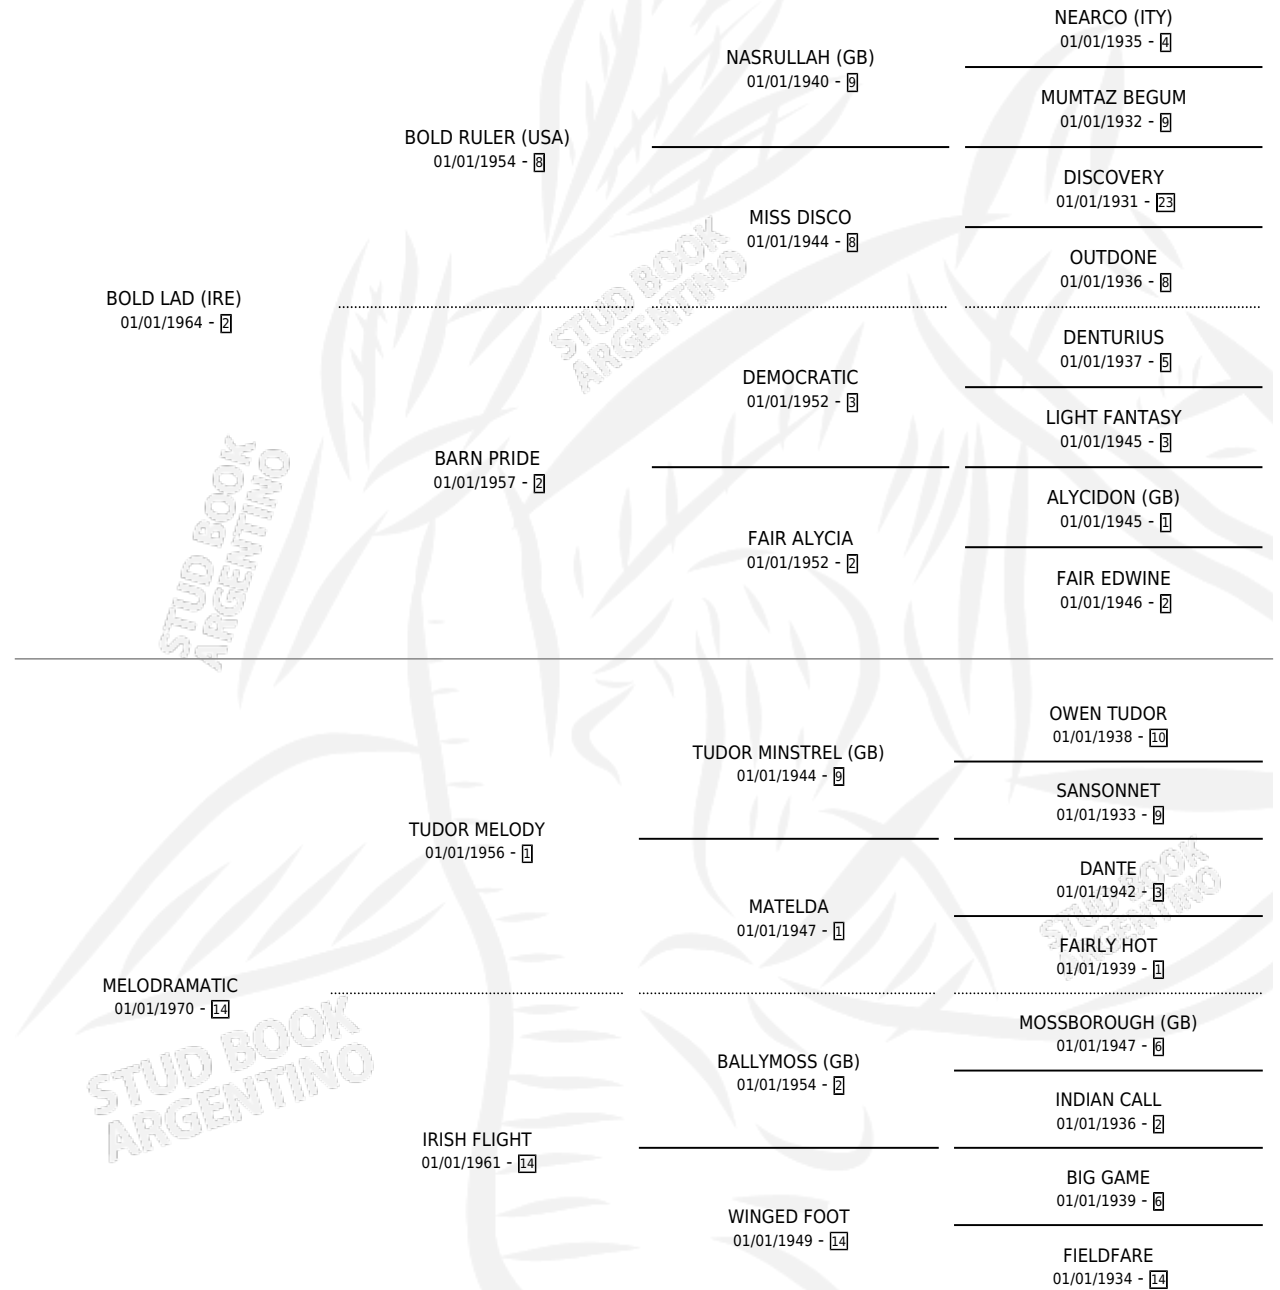 NEARCO (ITY)
01/01/1935 - 4
NASRULLAH (GB)
01/01/1940 - 9
MUMTAZ BEGUM
01/01/1932 - 9
BOLD RULER (USA)
01/01/1954 - 8
DISCOVERY
01/01/1931 - 23
MISS DISCO
01/01/1944 - 8
OUTDONE
01/01/1936 - 8
BOLD LAD (IRE)
01/01/1964 - 2
STUD BOOK
ARGENTINO
DENTURIUS
01/01/1937 - 5
DEMOCRATIC
01/01/1952 - 3
LIGHT FANTASY
01/01/1945 - 3
BARN PRIDE
01/01/1957 - 2
ALYCIDON (GB)
01/01/1945 - 1
FAIR ALYCIA
01/01/1952 - 2
FAIR EDWINE
01/01/1946 - 2
STUD BOOK
ARGENTINO
OWEN TUDOR
01/01/1938 - 10
TUDOR MINSTREL (GB)
01/01/1944 - 9
SANSONNET
01/01/1933 - 9
TUDOR MELODY
01/01/1956 - 1
DANTE
01/01/1942 - 3
MATELDA
01/01/1947 - 1
FAIRLY HOT
01/01/1939 - 1
STUD BOOK
ARGENTINO
MELODRAMATIC
01/01/1970 - 14
STUD BOOK
ARGENTINO
MOSSBOROUGH (GB)
01/01/1947 - 6
BALLYMOSS (GB)
01/01/1954 - 2
INDIAN CALL
01/01/1936 - 2
IRISH FLIGHT
01/01/1961 - 14
BIG GAME
01/01/1939 - 6
WINGED FOOT
01/01/1949 - 14
FIELDFARE
01/01/1934 - 14